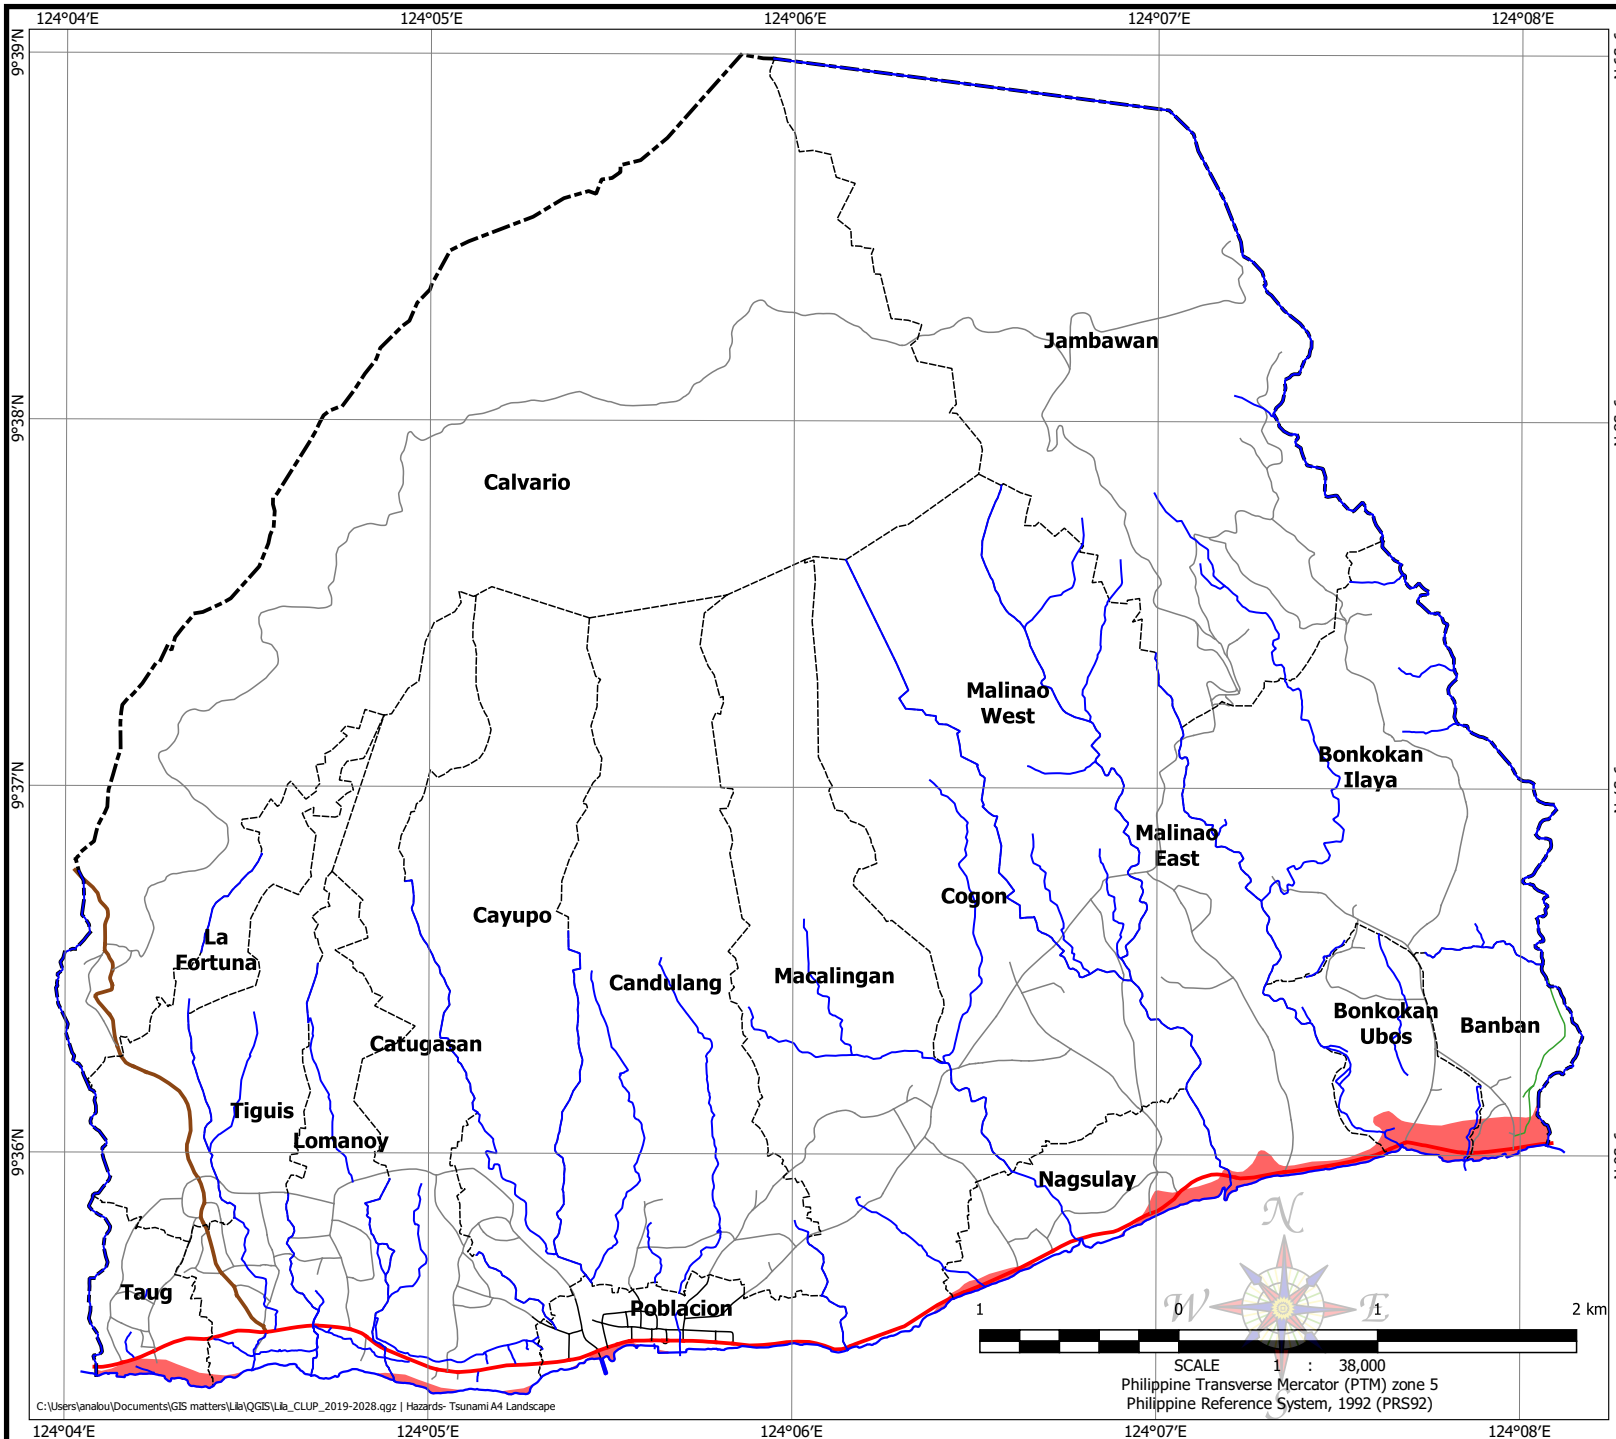 124°04′E 124°05′E 124°06′E 124°07′E 124°08′E
9°39′N
Jambawan
9°38′N
Calvario
Malinao
West
Bonkokan
Ilaya
9°37′N
Malinao
East
Cogon
Cayupo
La
Fortuna
Candulang
Macalingan
Bonkokan
Ubos
Banban
Catugasan
Tiguis
Lomanoy
9°36′N
Nagsulay
N
Taug
Poblacion
W E
S
1 0 1 2 km
SCALE 1 : 38,000
Philippine Transverse Mercator (PTM) zone 5
Philippine Reference System, 1992 (PRS92)
C:\Users\analou\Documents\GIS matters\Lila\QGIS\Lila_CLUP_2019-2028.qgz | Hazards- Tsunami A4 Landscape
124°04′E 124°05′E 124°06′E 124°07′E 124°08′E